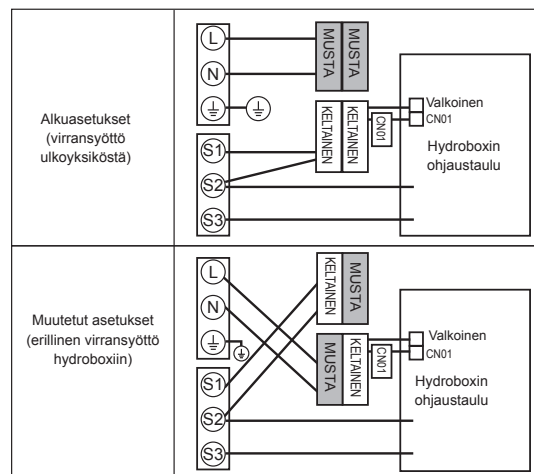 Alkuasetukset
(virransyöttö
ulkoyksiköstä)
L
N
S1
S2
S3
MUSTA
MUSTA
KELTAINEN
KELTAINEN
CN01
Valkoinen
CN01
Hydroboxin
ohjaustaulu
Muutetut asetukset
(erillinen virransyöttö
hydroboxiin)
L
N
S1
S2
S3
KELTAINEN
MUSTA
MUSTA
KELTAINEN
CN01
Valkoinen
CN01
Hydroboxin
ohjaustaulu